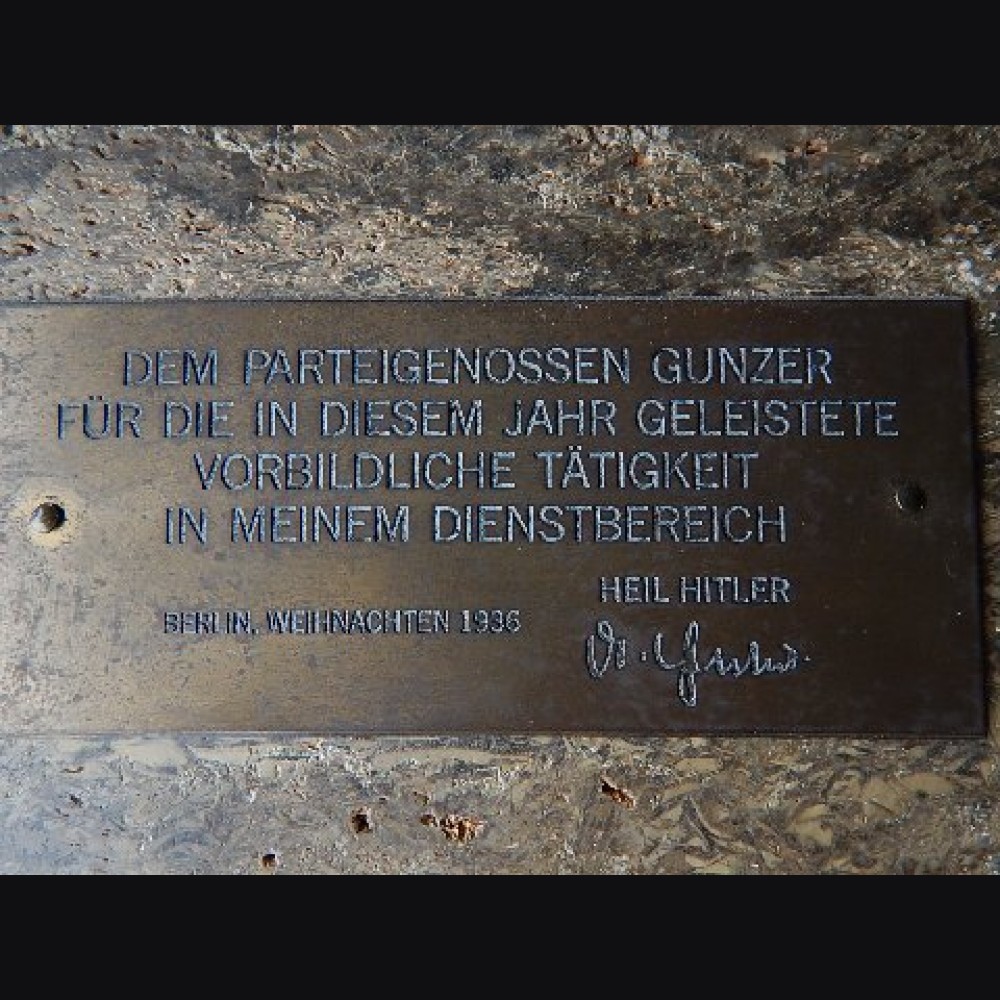 DEM PARTEIGENOSSEN GUNZER
FÜR DIE IN DIESEM JAHR GELEISTETE
VORBILDLICHE TÄTIGKEIT
IN MEINEM DIENSTBEREICH
HEIL HITLER
BERLIN, WEIHNACHTEN 1936